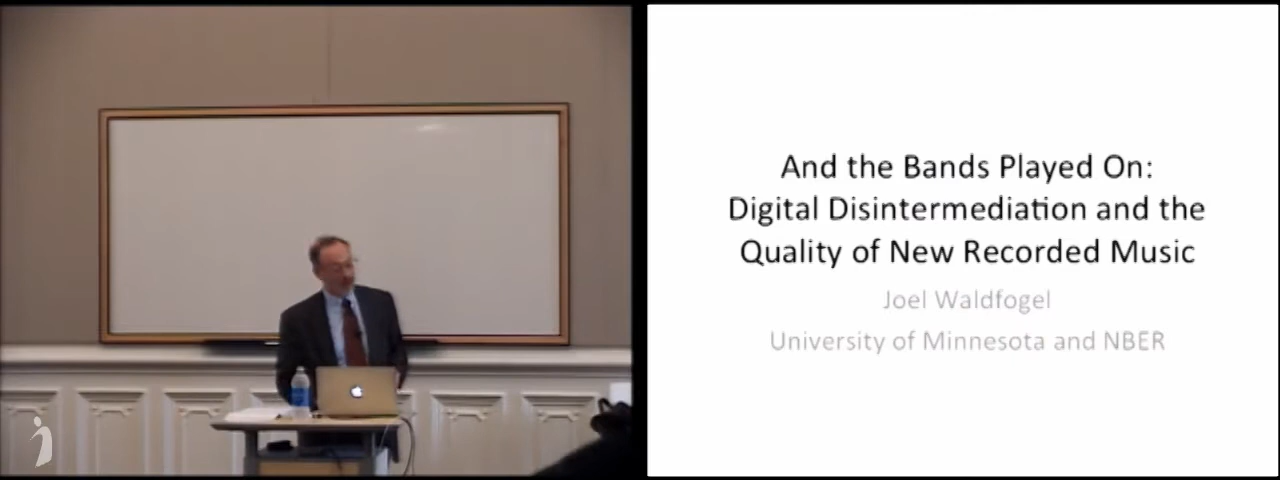 And the Bands Played On:
Digital Disintermediation and the
Quality of New Recorded Music
Joel Waldfogel
University of Minnesota and NBER